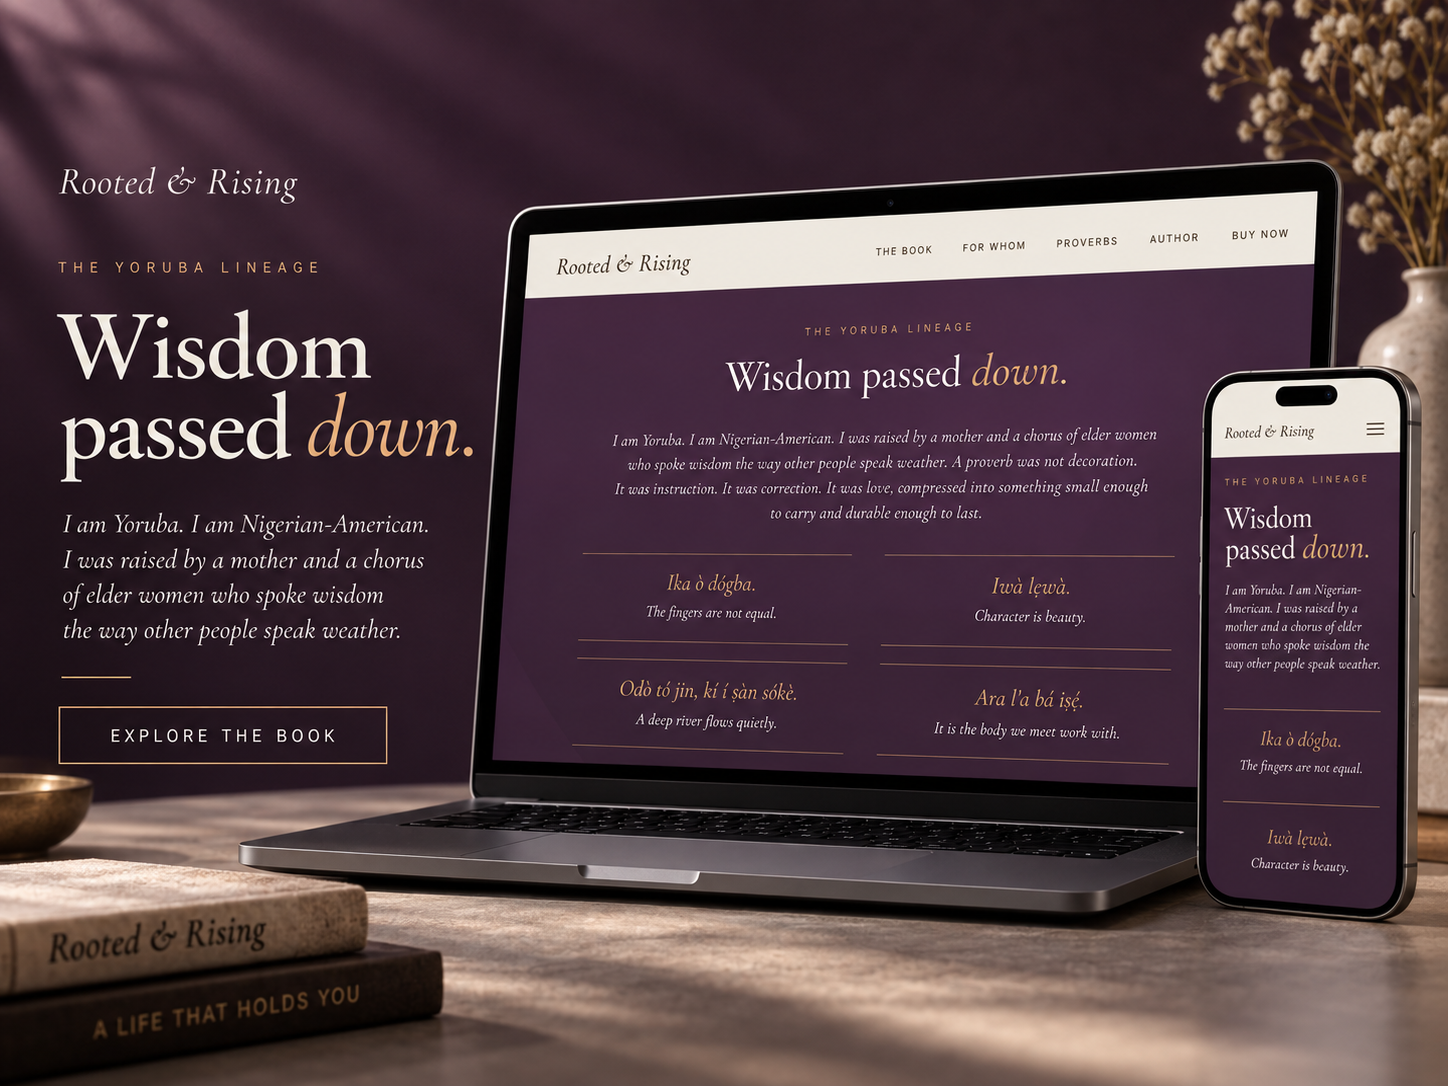 Rooted & Rising
THE YORUBA LINEAGE
Wisdom
passed down.
I am Yoruba. I am Nigerian-American.
I was raised by a mother and a chorus
of elder women who spoke wisdom
the way other people speak weather.
EXPLORE THE BOOK
Rooted & Rising
A LIFE THAT HOLDS YOU
Rooted & Rising
THE BOOK FOR WHOM PROVERBS AUTHOR BUY NOW
THE YORUBA LINEAGE
Wisdom passed down.
I am Yoruba. I am Nigerian-American. I was raised by a mother and a chorus of elder women
who spoke wisdom the way other people speak weather. A proverb was not decoration.
It was instruction. It was correction. It was love, compressed into something small enough
to carry and durable enough to last.
Ika ò dógba.
The fingers are not equal.
Iwà lẹwà.
Character is beauty.
Odò tó jin, kí í ṣàn sókè.
A deep river flows quietly.
Ara l'a bá iṣẹ́.
It is the body we meet work with.
Rooted & Rising
THE YORUBA LINEAGE
Wisdom
passed down.
I am Yoruba. I am Nigerian-
American. I was raised by a
mother and a chorus of elder
women who spoke wisdom the
way other people speak weather.
Ika ò dógba.
The fingers are not equal.
Iwà lẹwà.
Character is beauty.